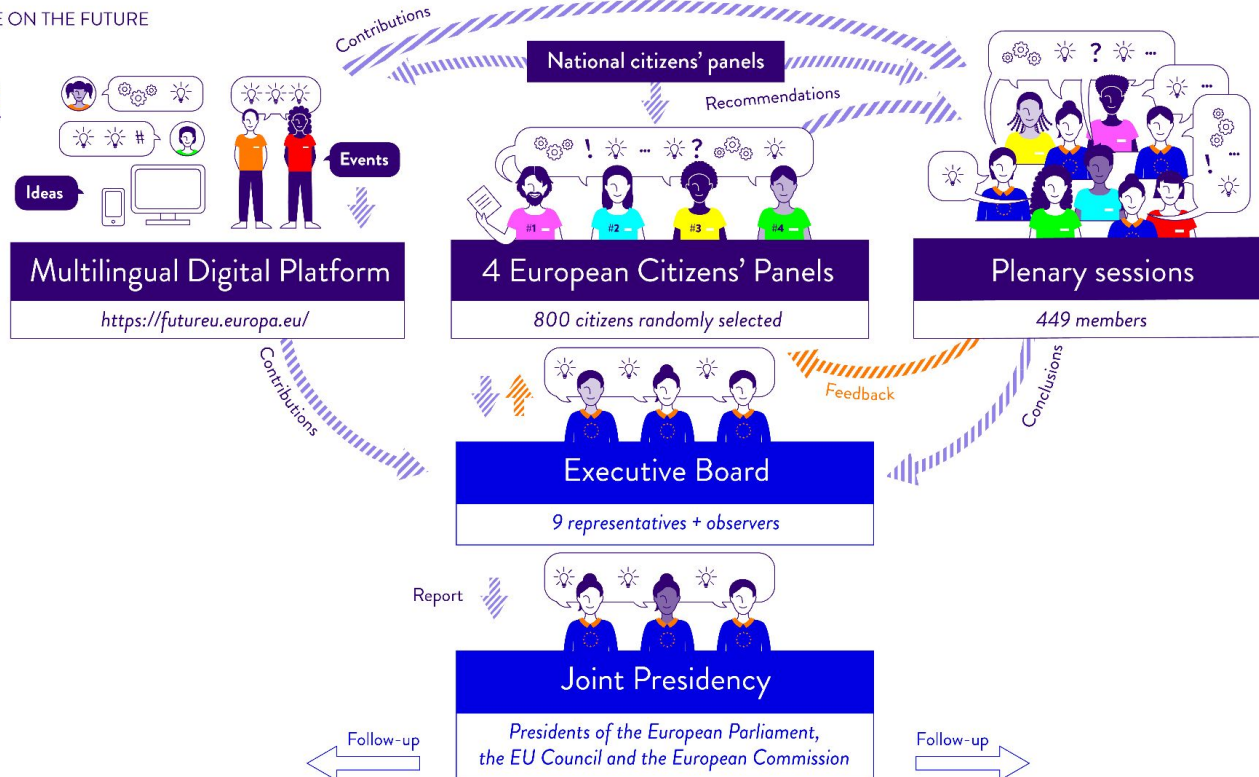 ON THE FUTURE
Contributions
National citizens' panels
Recommendations
#
Events
Ideas
! ... ?
? ...
...
!
...
#1
#2
#3
#4
Multilingual Digital Platform
https://futureu.europa.eu/
4 European Citizens' Panels
800 citizens randomly selected
Plenary sessions
449 members
Contributions
Feedback
Conclusions
Executive Board
9 representatives + observers
Report
Joint Presidency
Presidents of the European Parliament,
the EU Council and the European Commission
Follow-up
Follow-up